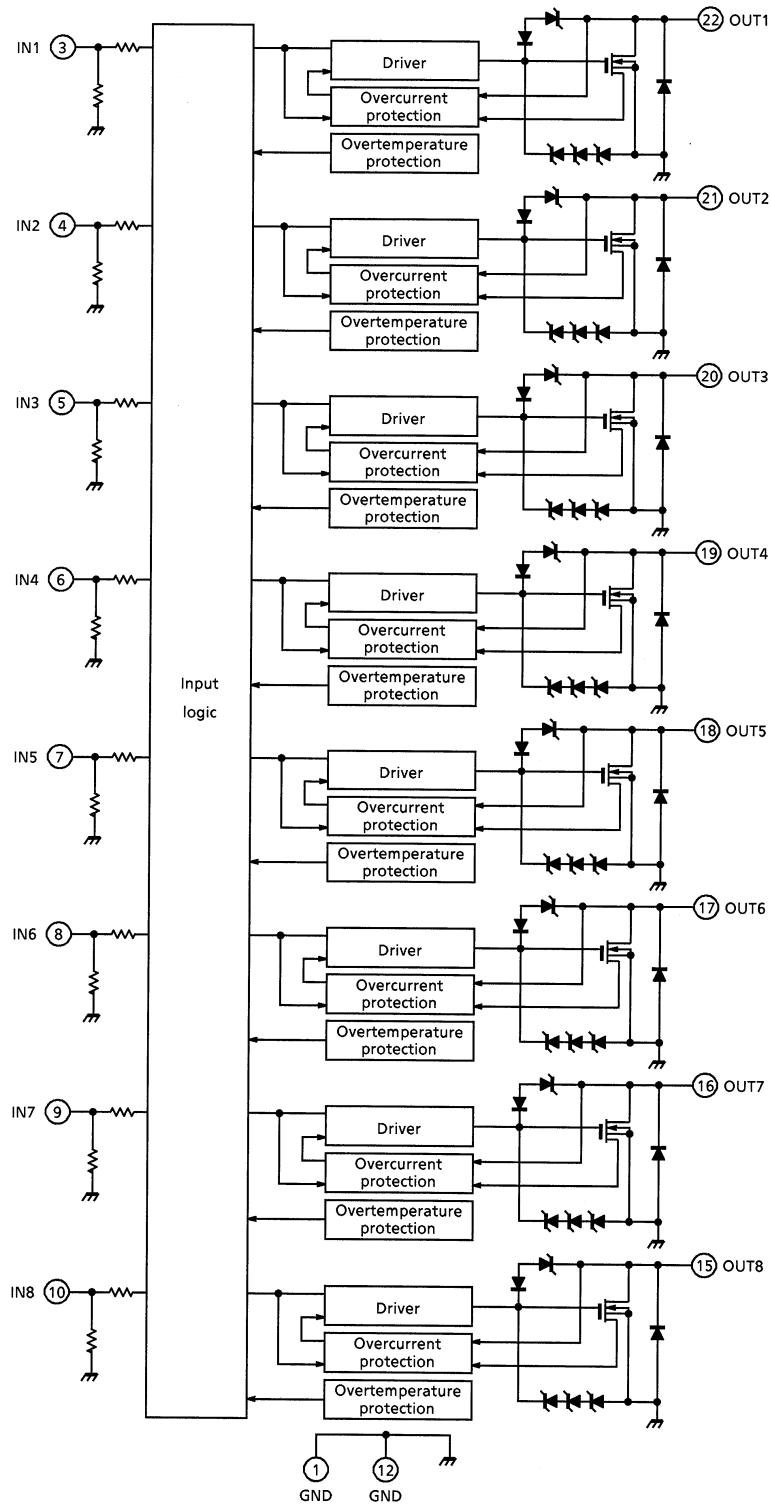 IN1 3
Driver
Overcurrent
protection
Overtemperature
protection
22 OUT1
IN2 4
Driver
Overcurrent
protection
Overtemperature
protection
21 OUT2
IN3 5
Driver
Overcurrent
protection
Overtemperature
protection
20 OUT3
IN4 6
Driver
Overcurrent
protection
Overtemperature
protection
19 OUT4
Input
logic
IN5 7
Driver
Overcurrent
protection
Overtemperature
protection
18 OUT5
IN6 8
Driver
Overcurrent
protection
Overtemperature
protection
17 OUT6
IN7 9
Driver
Overcurrent
protection
Overtemperature
protection
16 OUT7
IN8 10
Driver
Overcurrent
protection
Overtemperature
protection
15 OUT8
1
GND
12
GND